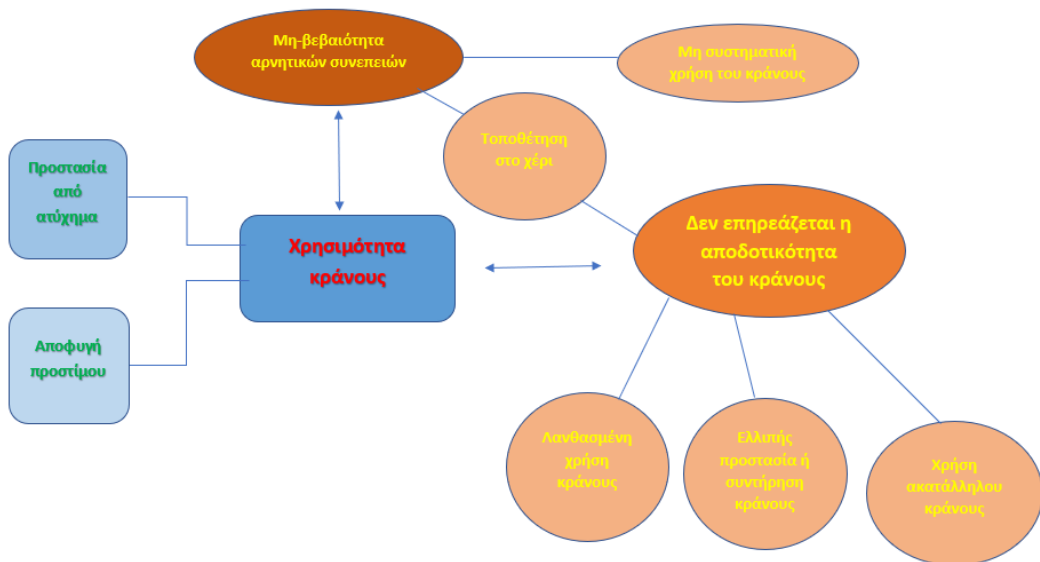 Μη-βεβαιότητα
αρνητικών συνεπειών
Μη συστηματική
χρήση του κράνους
Τοποθέτηση
στο χέρι
Προστασία
από
ατύχημα
Χρησιμότητα
κράνους
Δεν επηρεάζεται η
αποδοτικότητα
του κράνους
Αποφυγή
προστίμου
Λανθασμένη
χρήση
κράνους
Ελλιπής
προστασία ή
συντήρηση
κράνους
Χρήση
ακατάλληλου
κράνους